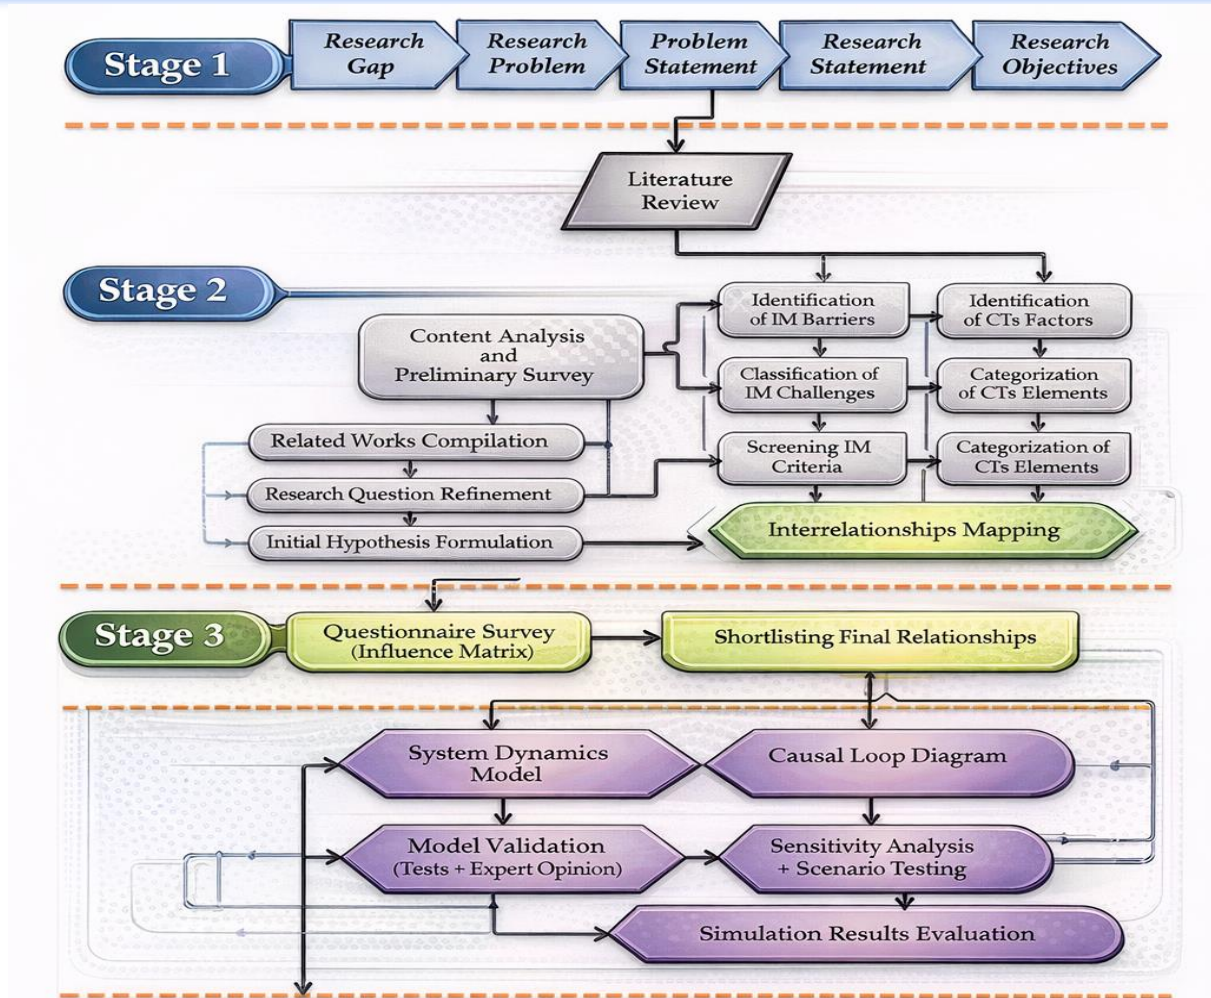 Stage 1
Research
Gap
Research
Problem
Problem
Statement
Research
Statement
Research
Objectives
Literature
Review
Stage 2
Content Analysis
and
Preliminary Survey
Identification
of IM Barriers
Identification
of CTs Factors
Classification of
IM Challenges
Categorization
of CTs Elements
Related Works Compilation
Screening IM
Criteria
Categorization of
CTs Elements
Research Question Refinement
Initial Hypothesis Formulation
Interrelationships Mapping
Stage 3
Questionnaire Survey
(Influence Matrix)
Shortlisting Final Relationships
System Dynamics
Model
Causal Loop Diagram
Model Validation
(Tests + Expert Opinion)
Sensitivity Analysis
+ Scenario Testing
Simulation Results Evaluation